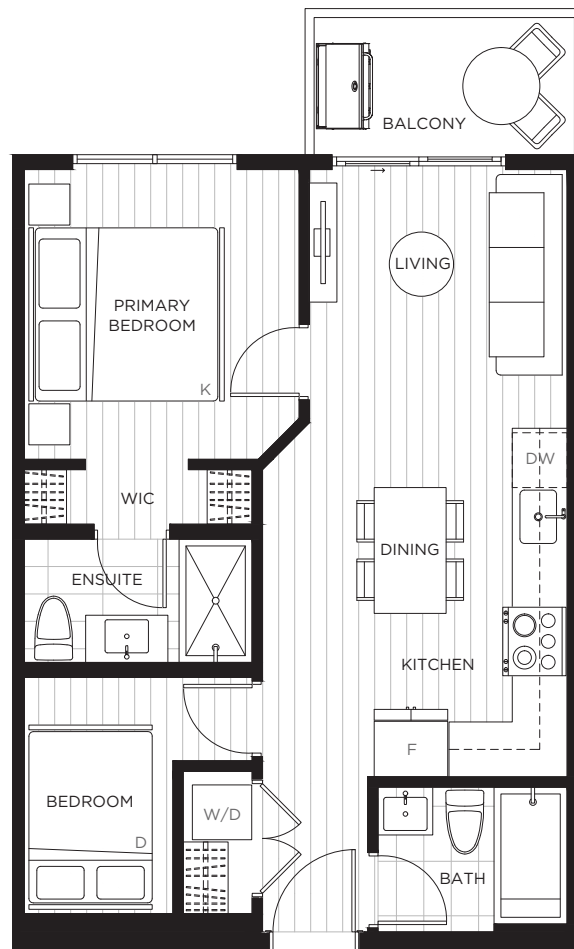 BALCONY
LIVING
PRIMARY
BEDROOM
K
WIC
DW
ENSUITE
DINING
KITCHEN
F
BEDROOM
D
W/D
BATH